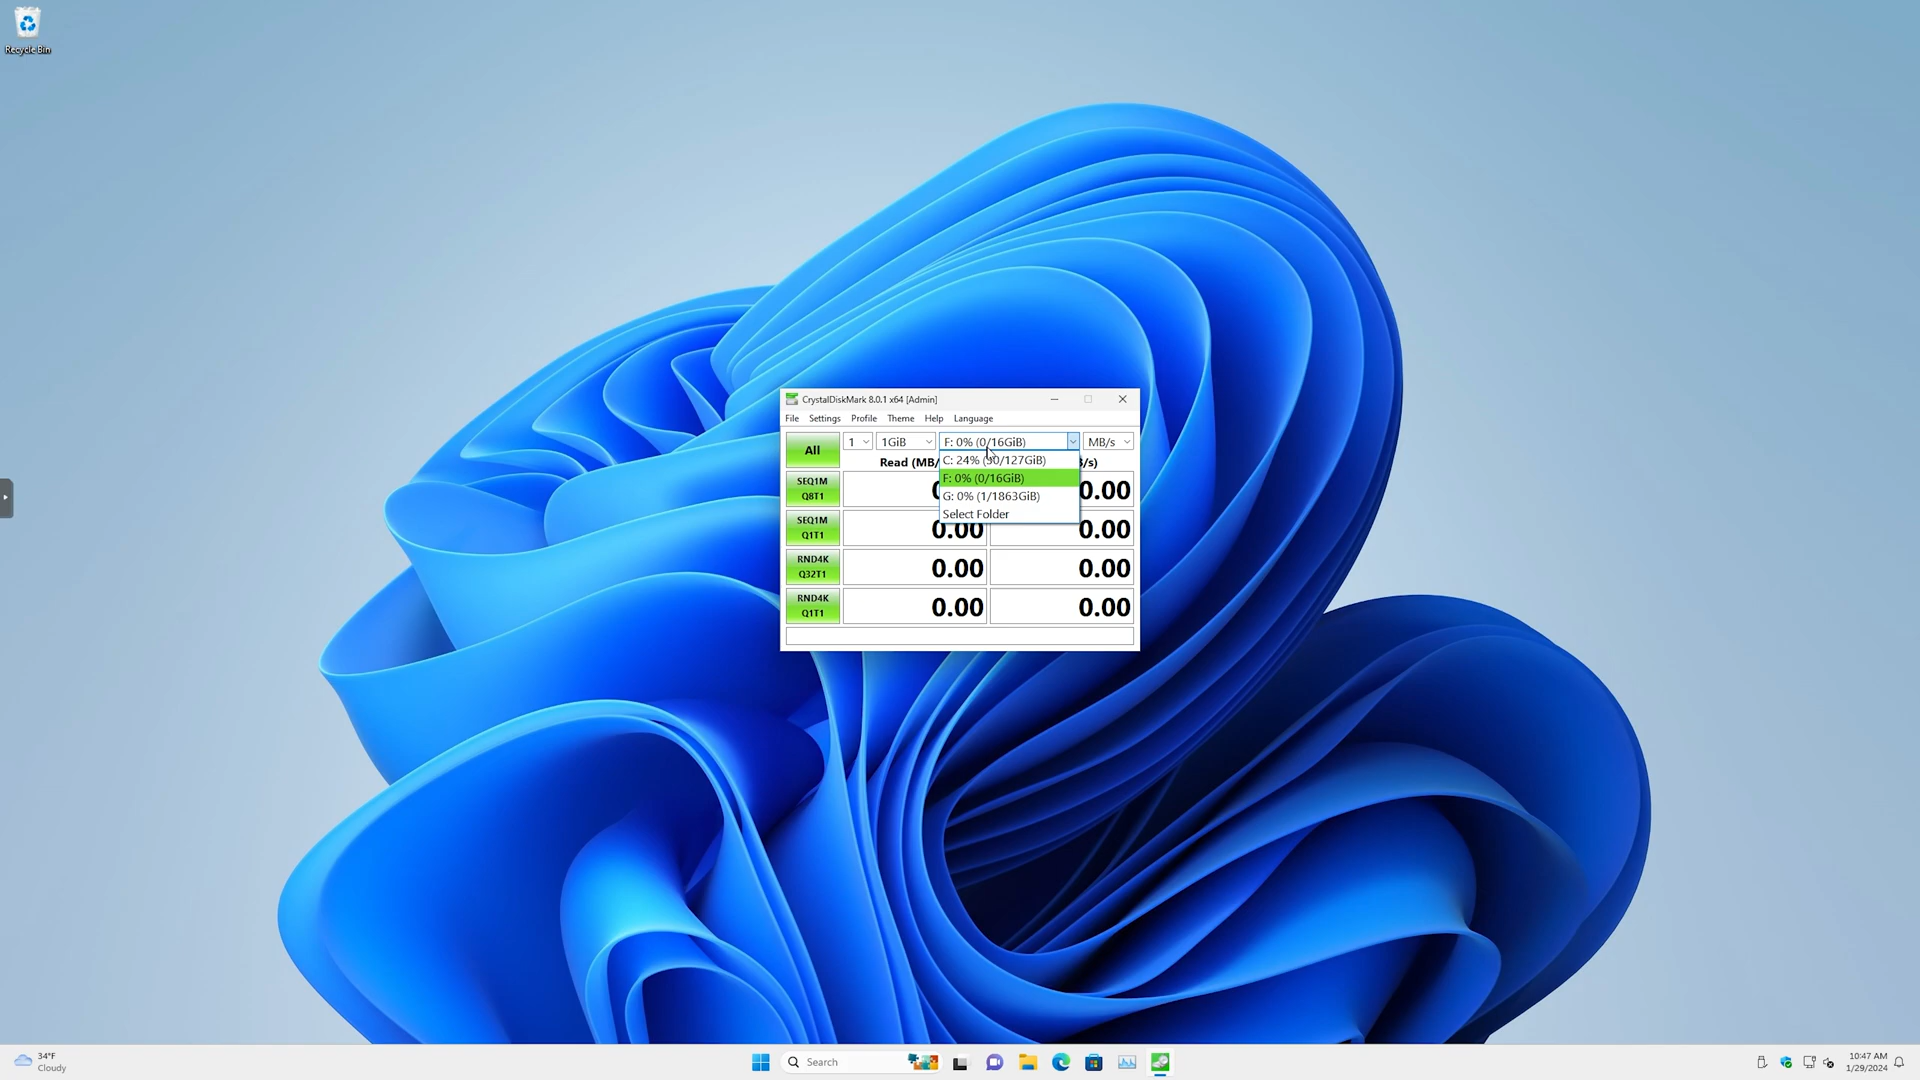 Recycle Bin
CrystalDiskMark 8.0.1 x64 [Admin]
File Settings Profile Theme Help Language
All 1 1GiB F: 0% (0/16GiB) MB/s
C: 24% (30/127GiB)
F: 0% (0/16GiB)
G: 0% (1/1863GiB)
Select Folder
Read (MB/
SEQ1M
Q8T1
0.00
SEQ1M
Q1T1
0.00 0.00
RND4K
Q32T1
0.00 0.00
RND4K
Q1T1
0.00 0.00
34°F
Cloudy
Search
10:47 AM
1/29/2024